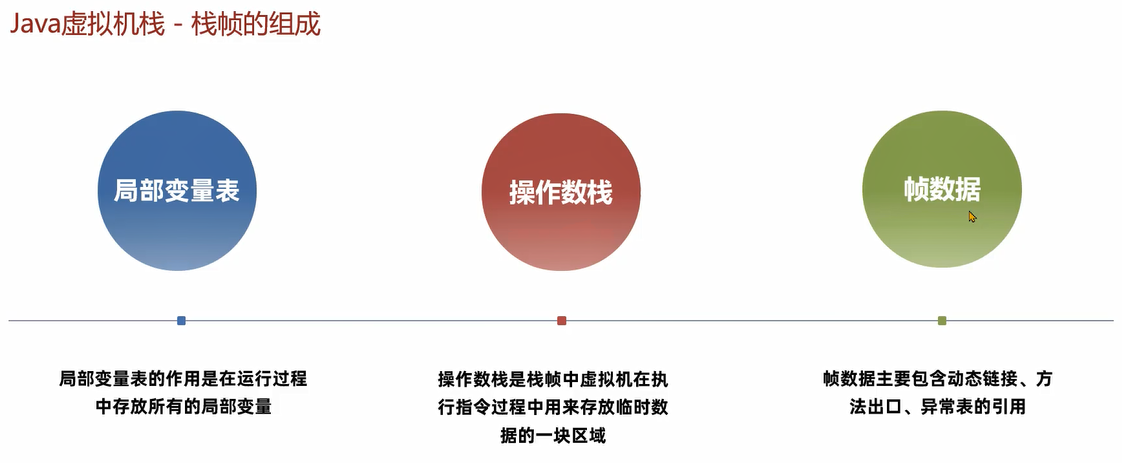 Java虚拟机栈 - 栈帧的组成
局部变量表
操作数栈
帧数据
局部变量表的作用是在运行过程
中存放所有的局部变量
操作数栈是栈帧中虚拟机在执
行指令过程中用来存放临时数
据的一块区域
帧数据主要包含动态链接、方
法出口、异常表的引用